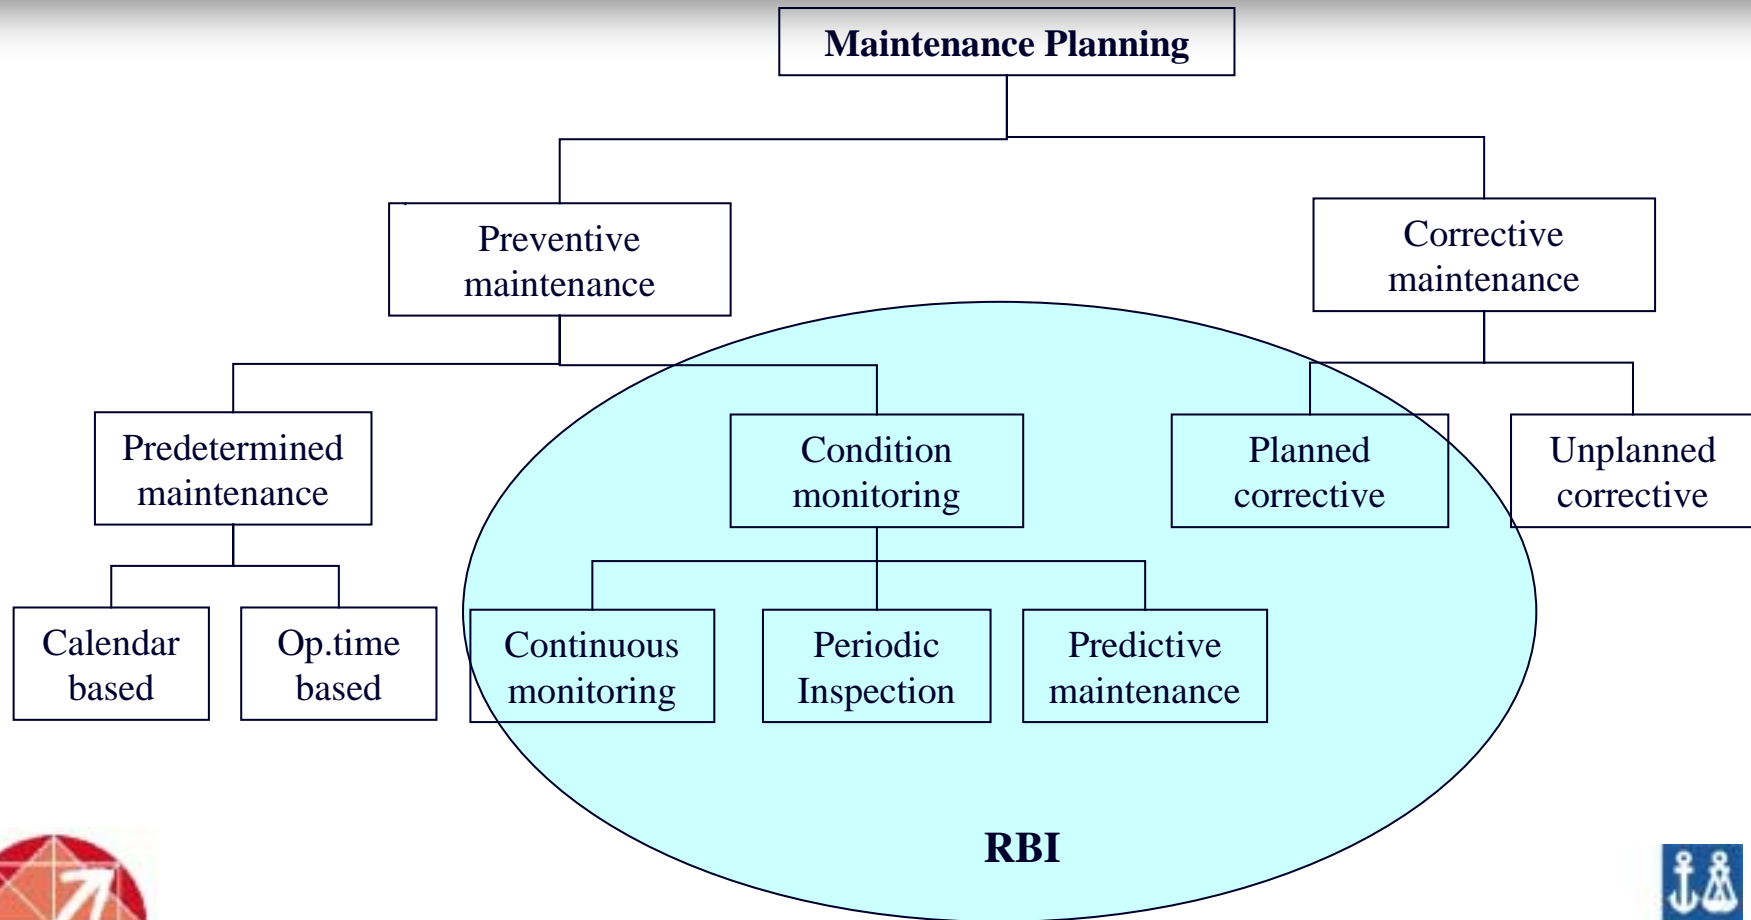 Maintenance Planning
Preventive
maintenance
Corrective
maintenance
Predetermined
maintenance
Condition
monitoring
Planned
corrective
Unplanned
corrective
Calendar
based
Op.time
based
Continuous
monitoring
Periodic
Inspection
Predictive
maintenance
RBI